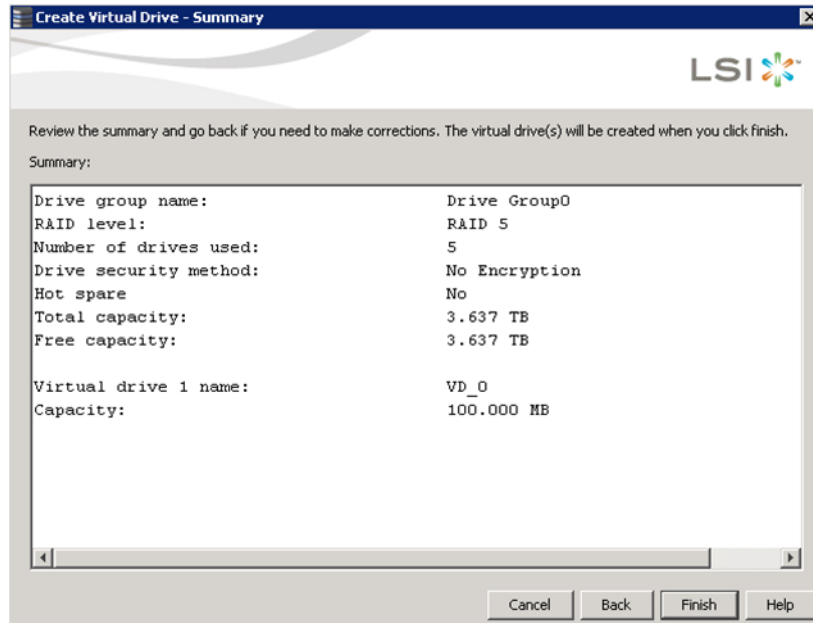 Create Virtual Drive - Summary
LSI
Review the summary and go back if you need to make corrections. The virtual drive(s) will be created when you click finish.
Summary:
Drive group name: Drive Group0
RAID level: RAID 5
Number of drives used: 5
Drive security method: No Encryption
Hot spare No
Total capacity: 3.637 TB
Free capacity: 3.637 TB
Virtual drive 1 name: VD_0
Capacity: 100.000 MB
Cancel Back Finish Help